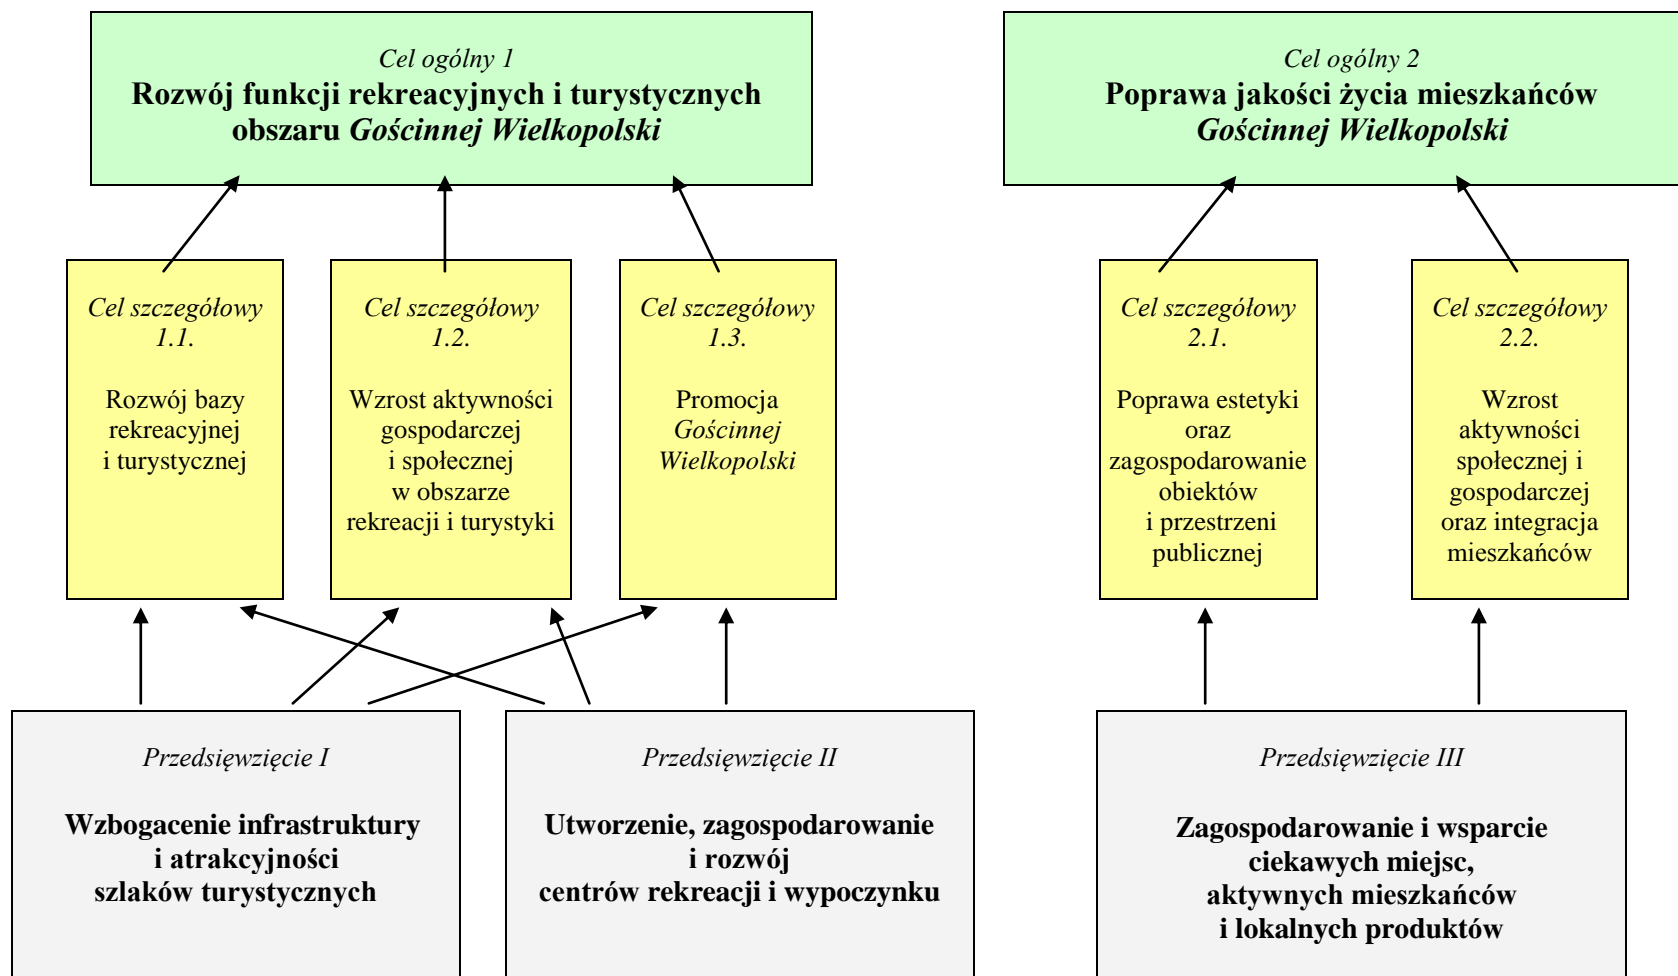 Cel ogólny 1
Rozwój funkcji rekreacyjnych i turystycznych
obszaru Gościnnej Wielkopolski
Cel ogólny 2
Poprawa jakości życia mieszkańców
Gościnnej Wielkopolski
Cel szczegółowy
1.1.
Rozwój bazy
rekreacyjnej
i turystycznej
Cel szczegółowy
1.2.
Wzrost aktywności
gospodarczej
i społecznej
w obszarze
rekreacji i turystyki
Cel szczegółowy
1.3.
Promocja
Gościnnej
Wielkopolski
Cel szczegółowy
2.1.
Poprawa estetyki
oraz
zagospodarowanie
obiektów
i przestrzeni
publicznej
Cel szczegółowy
2.2.
Wzrost
aktywności
społecznej i
gospodarczej
oraz integracja
mieszkańców
Przedsięwzięcie I
Wzbogacenie infrastruktury
i atrakcyjności
szlaków turystycznych
Przedsięwzięcie II
Utworzenie, zagospodarowanie
i rozwój
centrów rekreacji i wypoczynku
Przedsięwzięcie III
Zagospodarowanie i wsparcie
ciekawych miejsc,
aktywnych mieszkańców
i lokalnych produktów